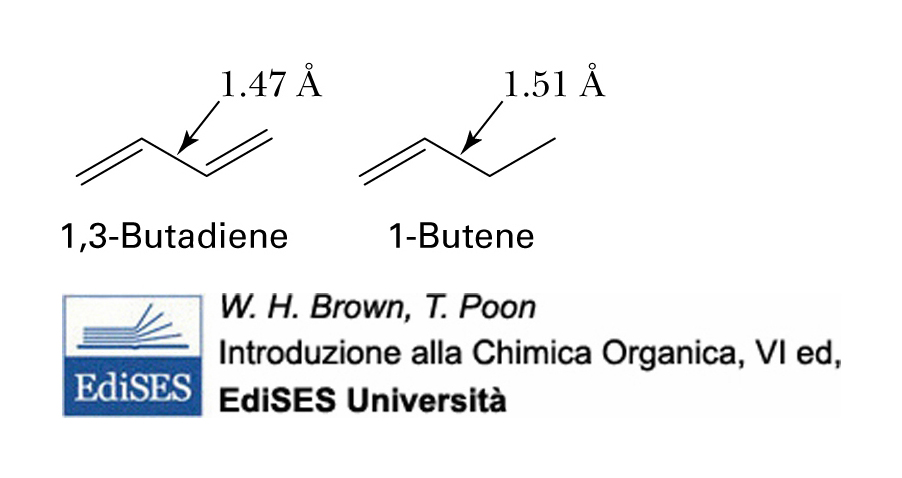 1.47 Å 1.51 Å
1,3-Butadiene 1-Butene
W. H. Brown, T. Poon
Introduzione alla Chimica Organica, VI ed,
EdiSES
EdiSES Università